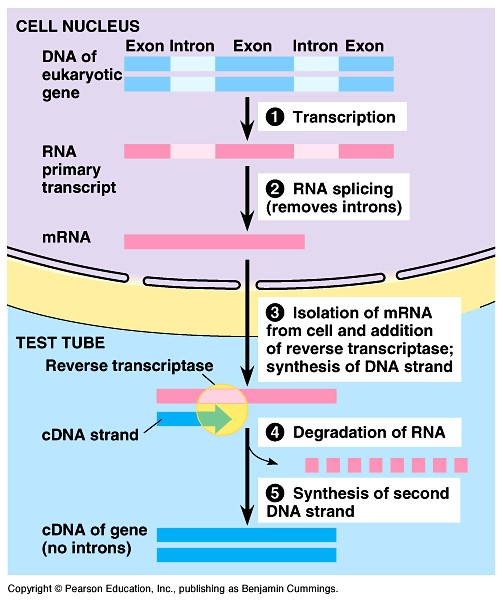 CELL NUCLEUS
Exon Intron Exon Intron Exon
DNA of
eukaryotic
gene
1 Transcription
RNA
primary
transcript
2 RNA splicing
(removes introns)
mRNA
3 Isolation of mRNA
from cell and addition
of reverse transcriptase;
synthesis of DNA strand
TEST TUBE
Reverse transcriptase
cDNA strand
4 Degradation of RNA
5 Synthesis of second
DNA strand
cDNA of gene
(no introns)
Copyright © Pearson Education, Inc., publishing as Benjamin Cummings.